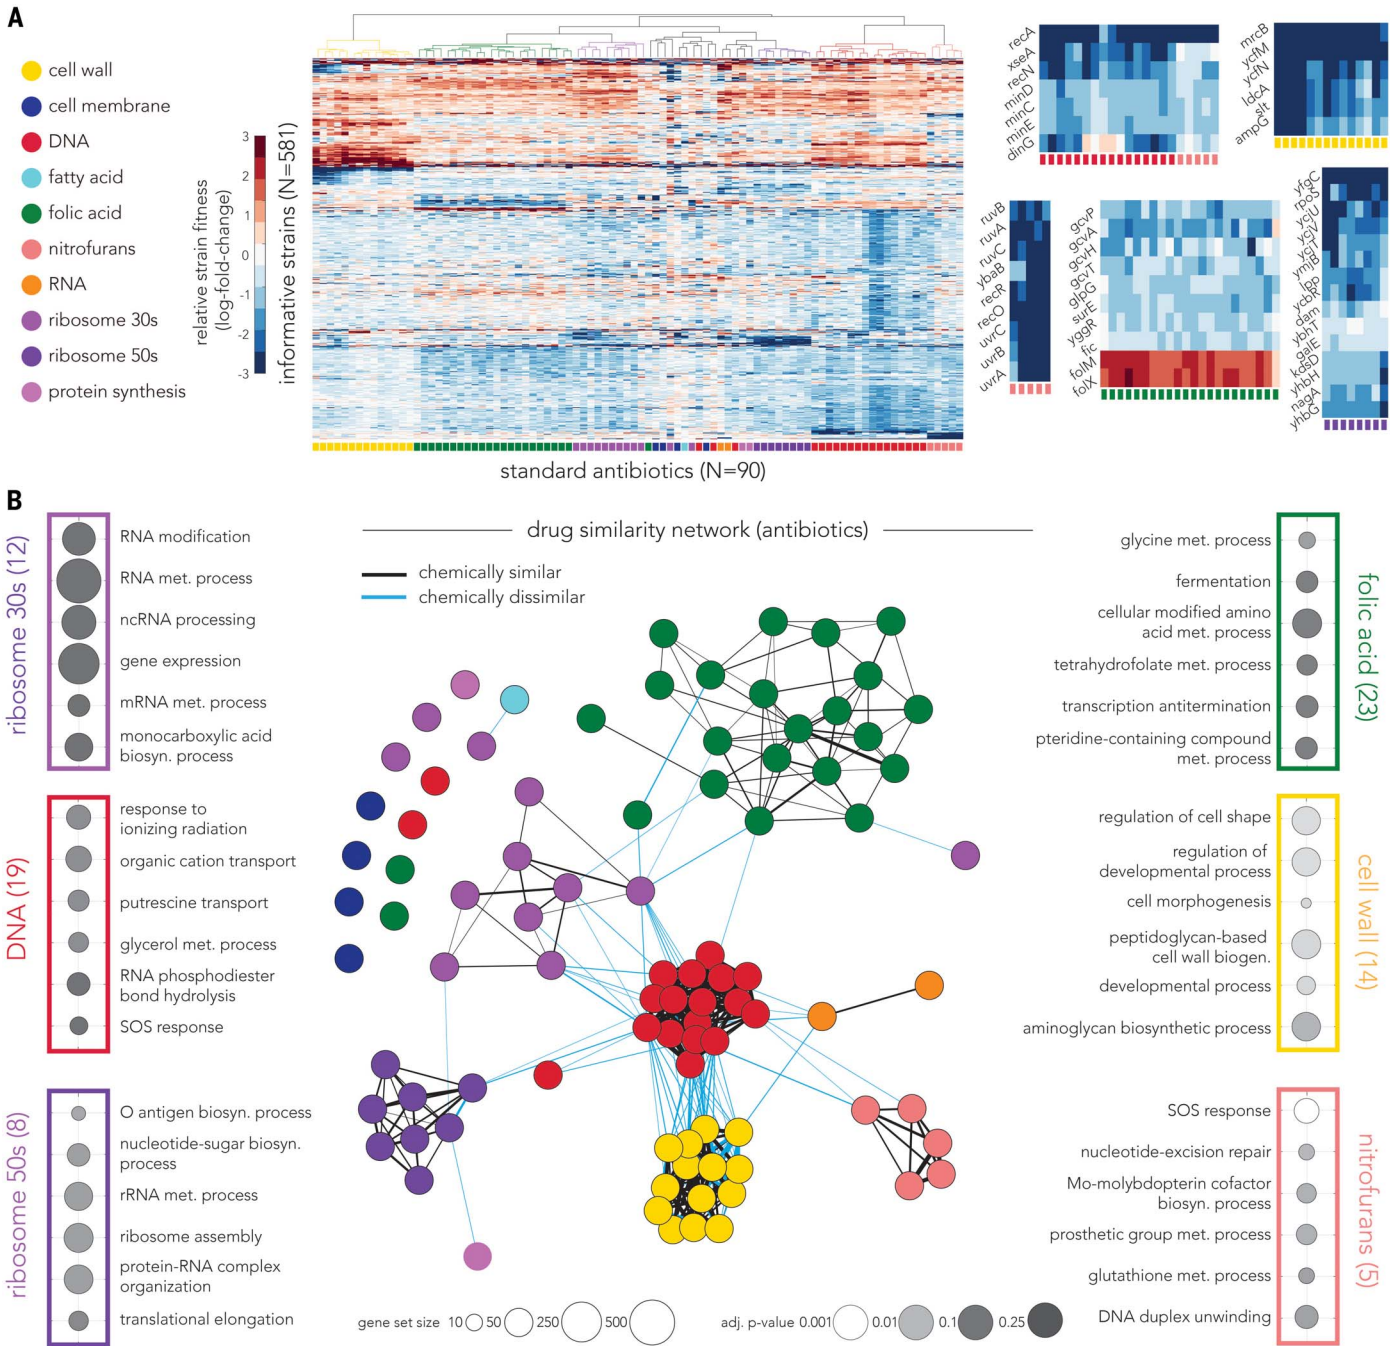 A
cell wall
cell membrane
DNA
fatty acid
folic acid
nitrofurans
RNA
ribosome 30s
ribosome 50s
protein synthesis
relative strain fitness
(log-fold-change)
3
2
1
0
-1
-2
-3
informative strains (N=581)
standard antibiotics (N=90)
recA
xseA
recN
minD
minC
minE
dinG
mrcB
ycfM
ycfN
ldcA
slt
ampG
ruvB
ruvA
ruvC
ybaB
recR
recO
uvrC
uvrB
uvrA
gcvP
gcvA
gcvH
gcvT
glpG
surE
yggR
fic
folM
folX
yfgC
rpoS
ycjU
ycjV
ycjT
ymjB
lpp
ycbR
dam
ybhT
galE
kdsD
yhbH
nagA
yhbG
B
drug similarity network (antibiotics)
chemically similar
chemically dissimilar
ribosome 30s (12)
RNA modification
RNA met. process
ncRNA processing
gene expression
mRNA met. process
monocarboxylic acid
biosyn. process
DNA (19)
response to
ionizing radiation
organic cation transport
putrescine transport
glycerol met. process
RNA phosphodiester
bond hydrolysis
SOS response
ribosome 50s (8)
O antigen biosyn. process
nucleotide-sugar biosyn.
process
rRNA met. process
ribosome assembly
protein-RNA complex
organization
translational elongation
folic acid (23)
glycine met. process
fermentation
cellular modified amino
acid met. process
tetrahydrofolate met. process
transcription antitermination
pteridine-containing compound
met. process
cell wall (14)
regulation of cell shape
regulation of
developmental process
cell morphogenesis
peptidoglycan-based
cell wall biogen.
developmental process
aminoglycan biosynthetic process
nitrofurans (5)
SOS response
nucleotide-excision repair
Mo-molybdopterin cofactor
biosyn. process
prosthetic group met. process
glutathione met. process
DNA duplex unwinding
gene set size 10 50 250 500
adj. p-value 0.001 0.01 0.1 0.25